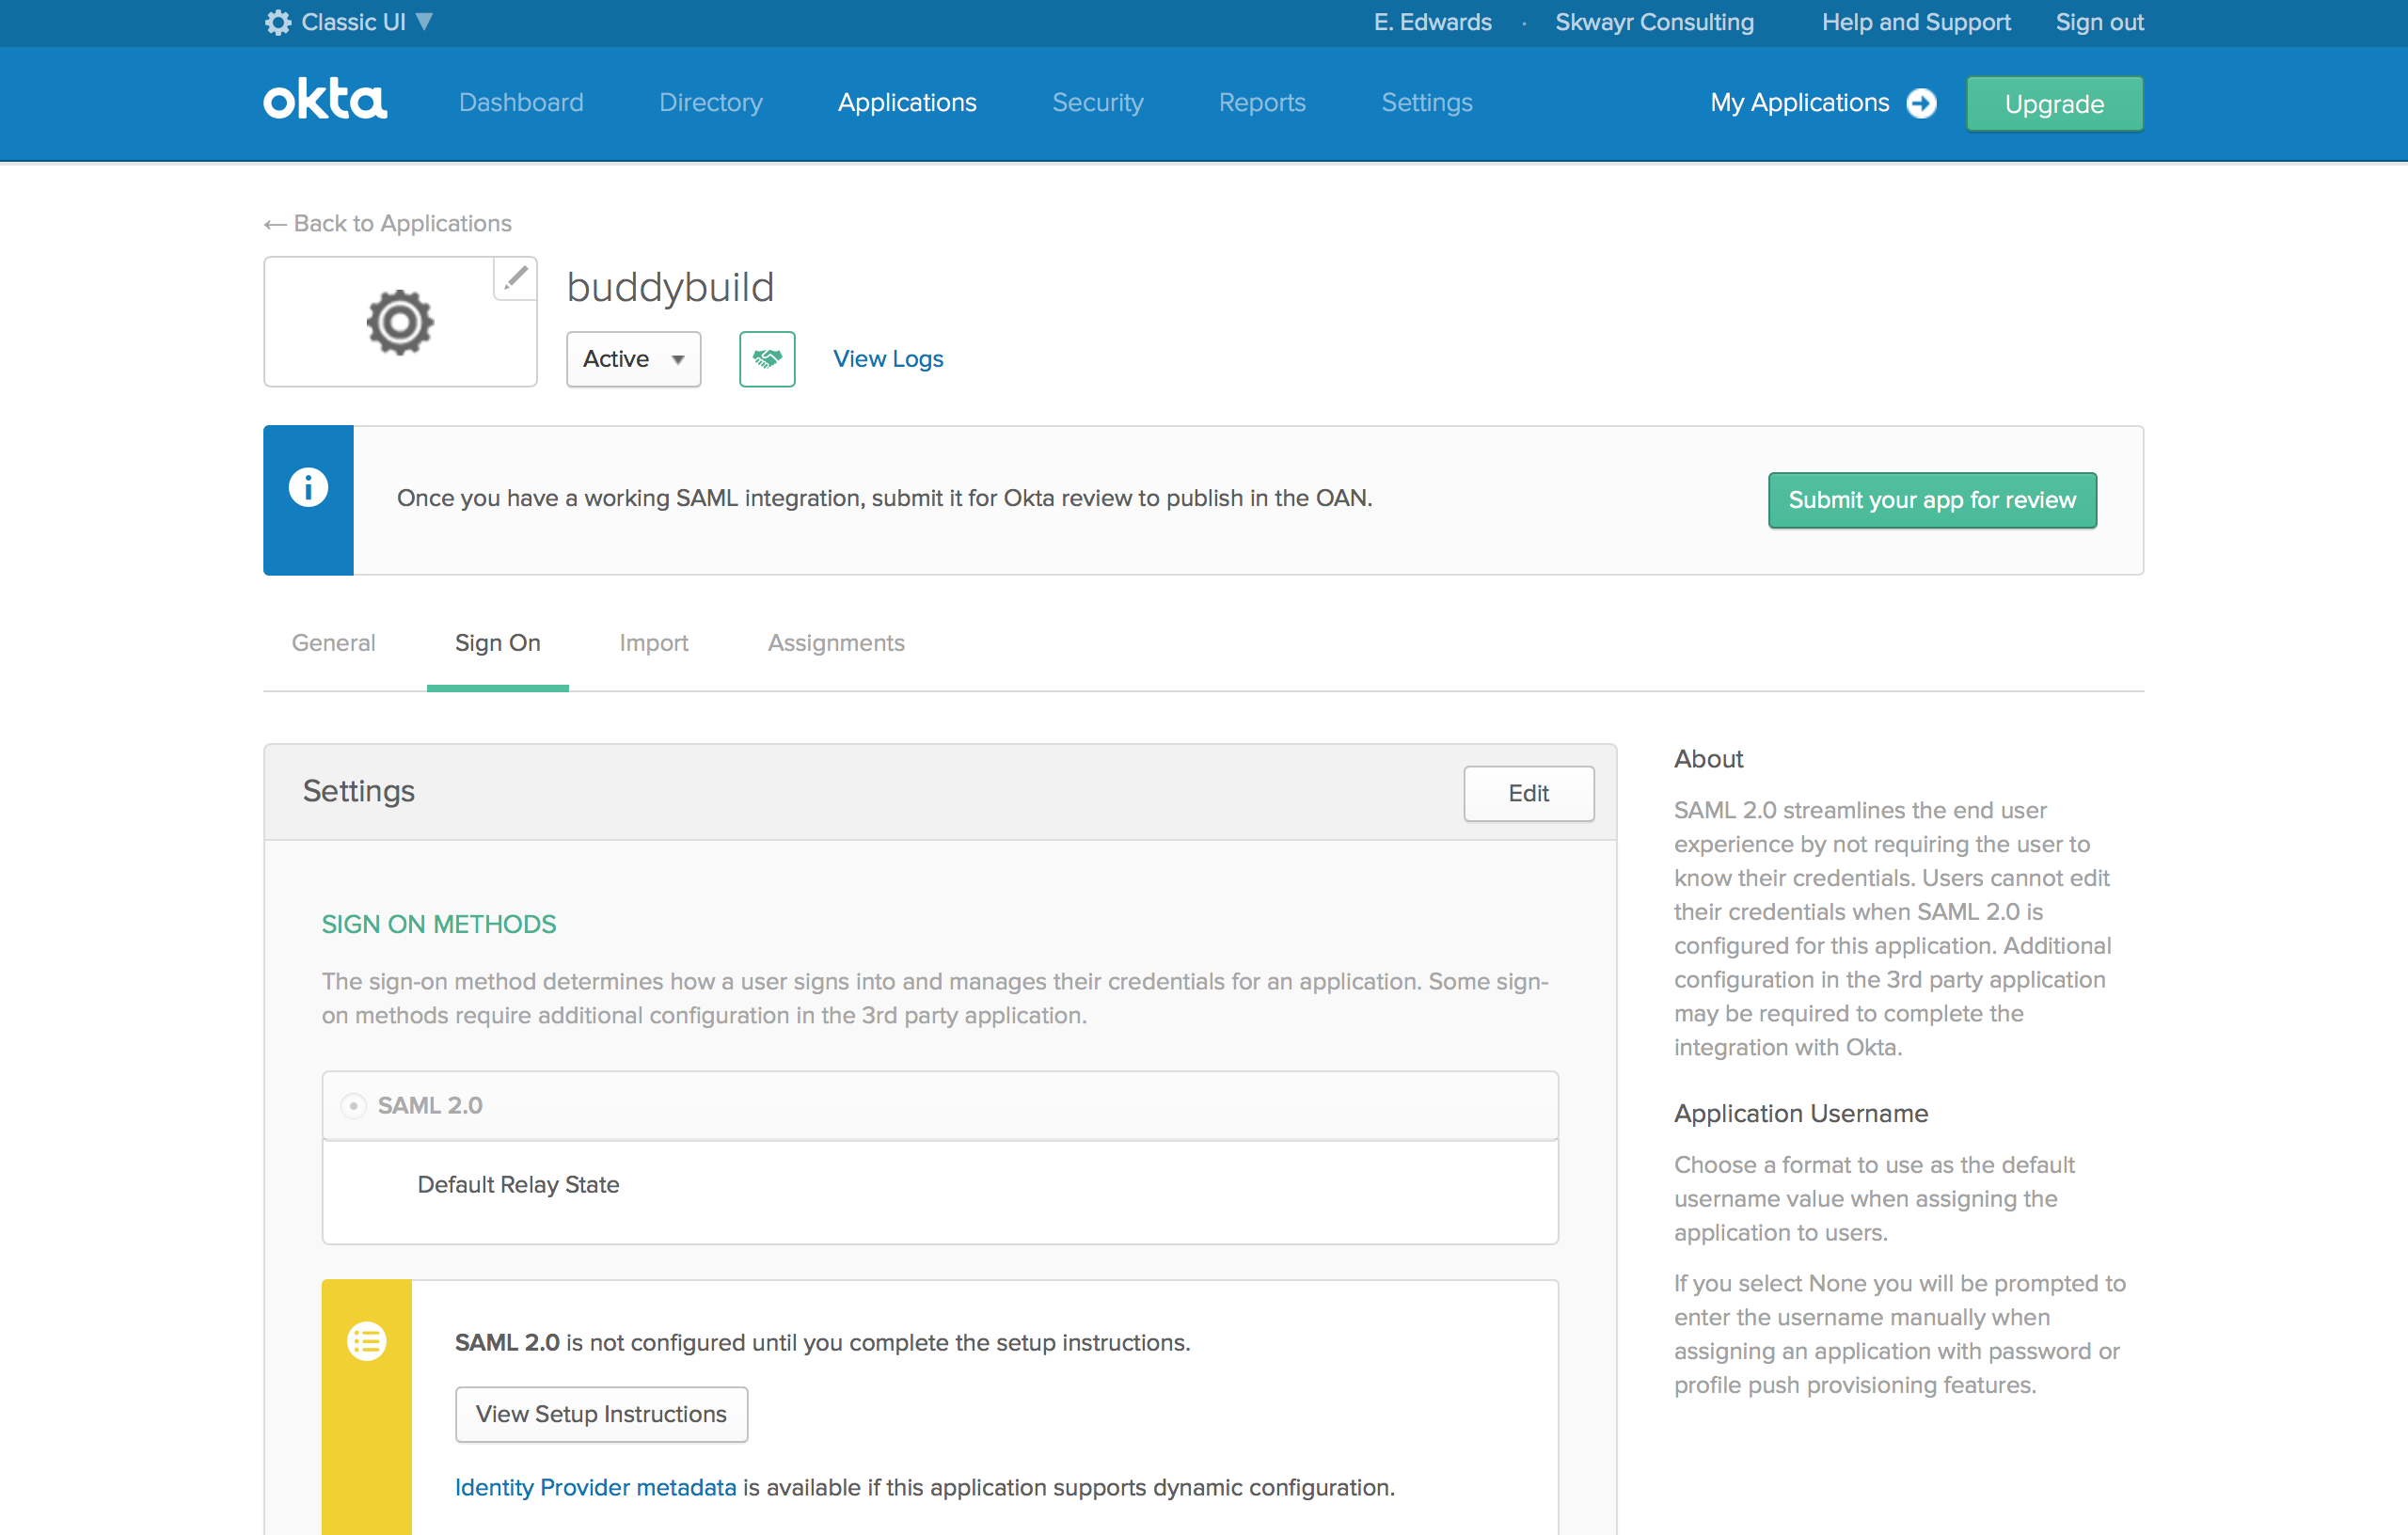 Classic UI
E. Edwards · Skwayr Consulting Help and Support Sign out
okta Dashboard Directory Applications Security Reports Settings My Applications Upgrade
← Back to Applications
buddybuild
Active View Logs
Once you have a working SAML integration, submit it for Okta review to publish in the OAN.
Submit your app for review
General Sign On Import Assignments
Settings
Edit
SIGN ON METHODS
The sign-on method determines how a user signs into and manages their credentials for an application. Some sign-
on methods require additional configuration in the 3rd party application.
SAML 2.0
Default Relay State
SAML 2.0 is not configured until you complete the setup instructions.
View Setup Instructions
Identity Provider metadata is available if this application supports dynamic configuration.
About
SAML 2.0 streamlines the end user
experience by not requiring the user to
know their credentials. Users cannot edit
their credentials when SAML 2.0 is
configured for this application. Additional
configuration in the 3rd party application
may be required to complete the
integration with Okta.
Application Username
Choose a format to use as the default
username value when assigning the
application to users.
If you select None you will be prompted to
enter the username manually when
assigning an application with password or
profile push provisioning features.